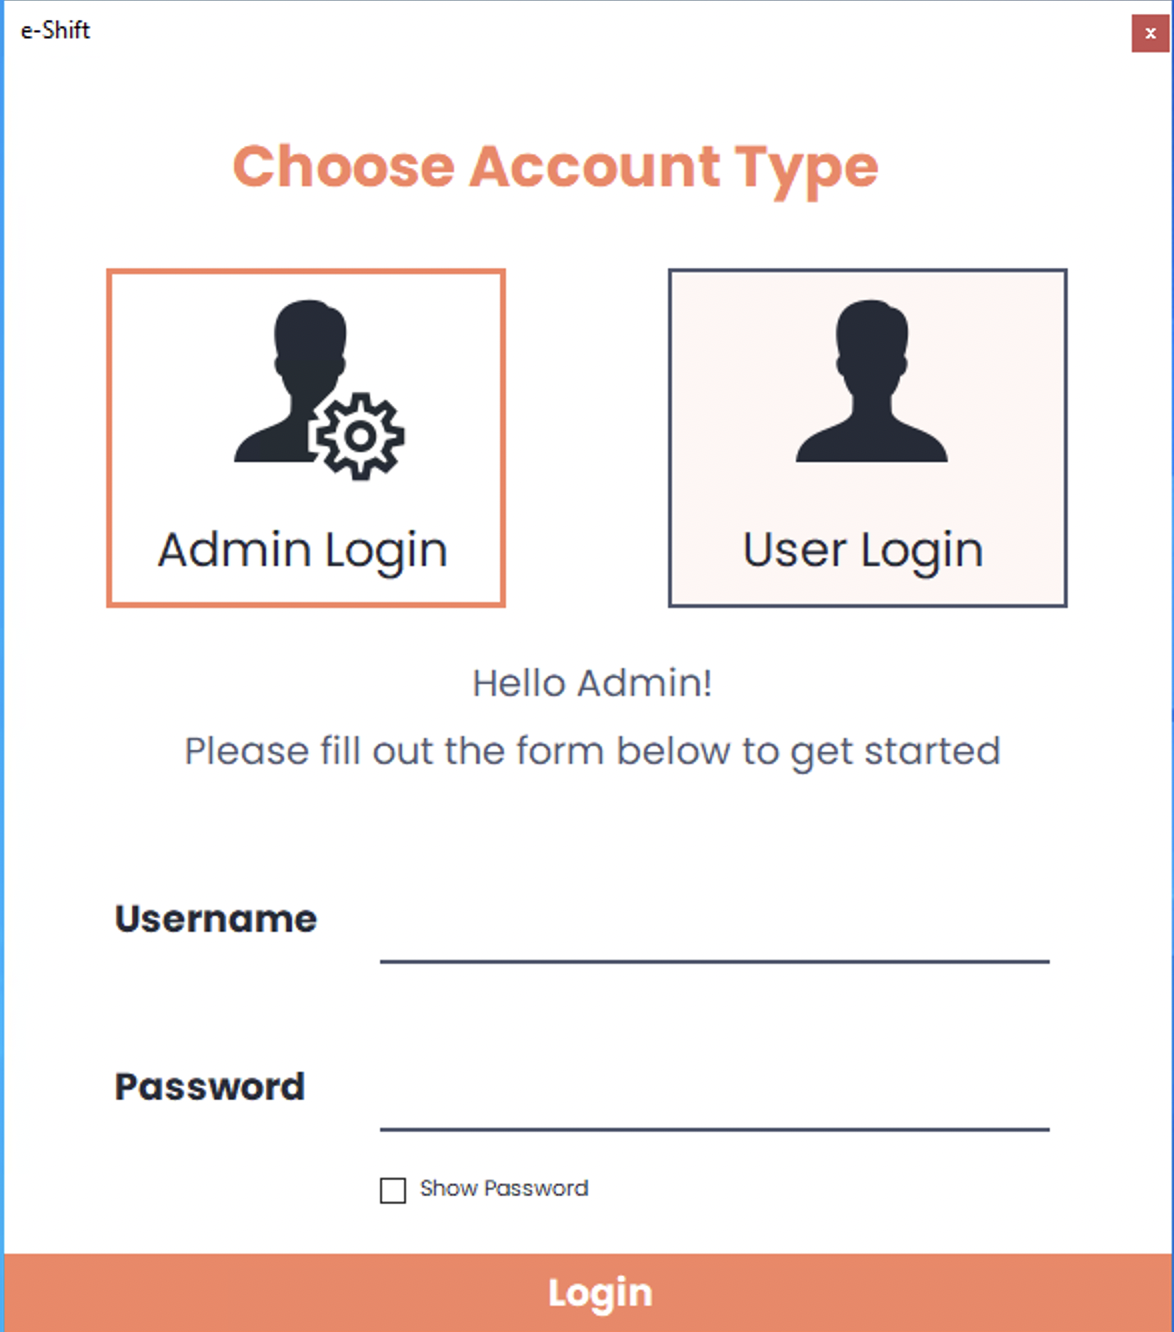 e-Shift
x
Choose Account Type
Admin Login
User Login
Hello Admin!
Please fill out the form below to get started
Username
Password
Show Password
Login